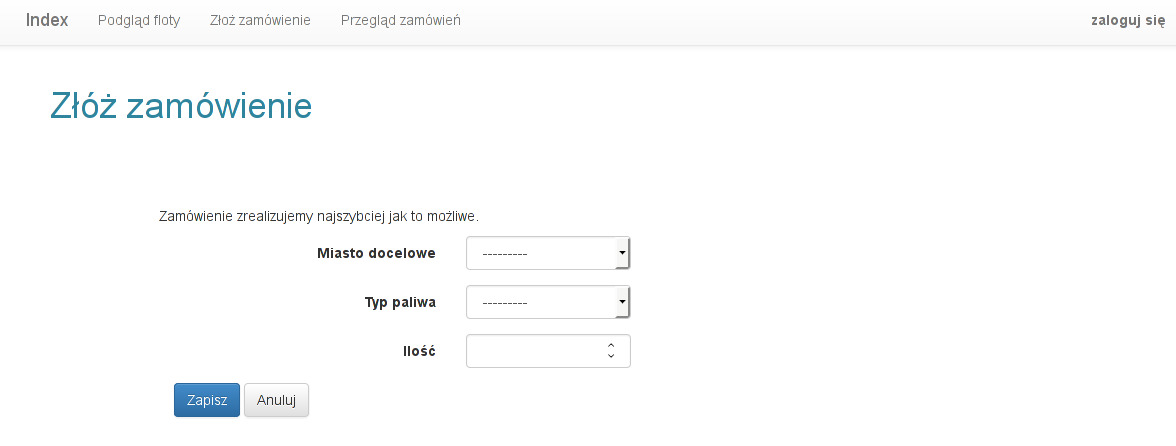 Index Podgląd floty Złoż zamówienie Przegląd zamówień zaloguj się
Złóż zamówienie
Zamówienie zrealizujemy najszybciej jak to możliwe.
Miasto docelowe ---------
Typ paliwa ---------
Ilość
Zapisz Anuluj